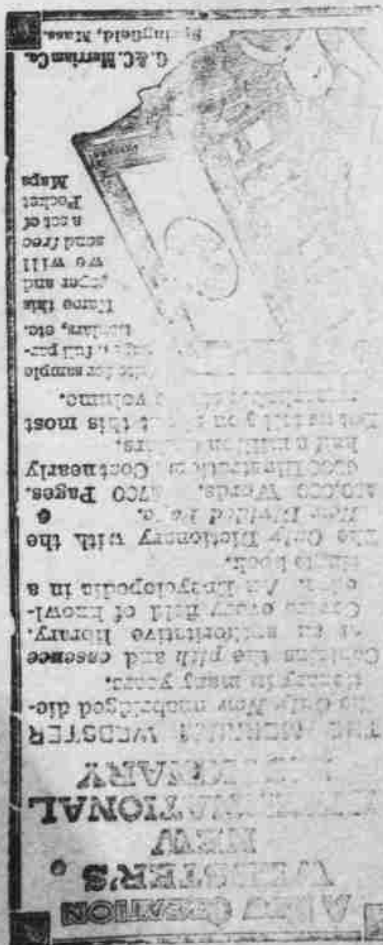 A NEW CREATION
WEBSTER'S
NEW
INTERNATIONAL
DICTIONARY
THE MERRIAM WEBSTER
The Only New unabridged dic-
tionary in many years.
Contains the pith and essence
of an authoritative library.
Covers every field of knowl-
edge. An Encyclopedia in a
single book.
The Only Dictionary with the
New Divided Page.
400,000 Words. 2700 Pages.
6000 Illustrations. Cost nearly
half a million dollars.
Let us tell you about this most
volume.
Write for sample
pages, full par-
ticulars, etc.
Name this
paper and
we will
send free
a set of
Pocket
Maps
G. & C. Merriam Co.
Springfield, Mass.